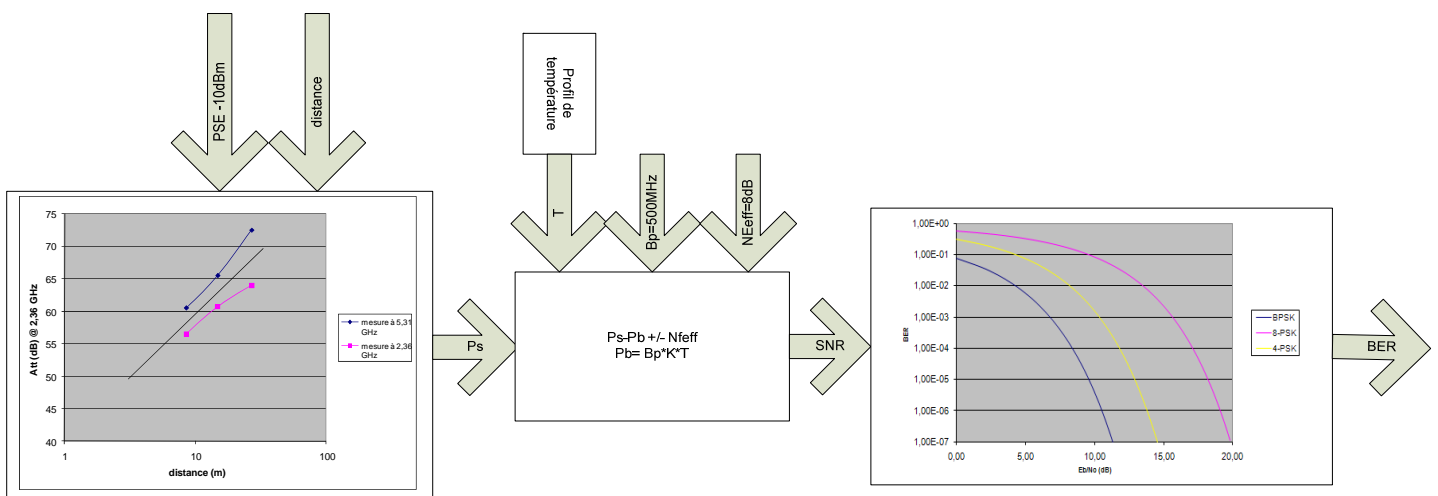 PSE -10dBm
distance
Profil de
température
T
Bp=500MHz
NEeff=8dB
75
70
65
60
55
50
45
40
1
10
100
Att (dB) @ 2,36 GHz
distance (m)
mesure à 5,31
GHz
mesure à 2,36
GHz
Ps
Ps-Pb +/- Nfeff
Pb= Bp*K*T
SNR
1,00E+00
1,00E-01
1,00E-02
1,00E-03
1,00E-04
1,00E-05
1,00E-06
1,00E-07
BER
0,00
5,00
10,00
15,00
20,00
Eb/No (dB)
BPSK
8-PSK
4-PSK
BER